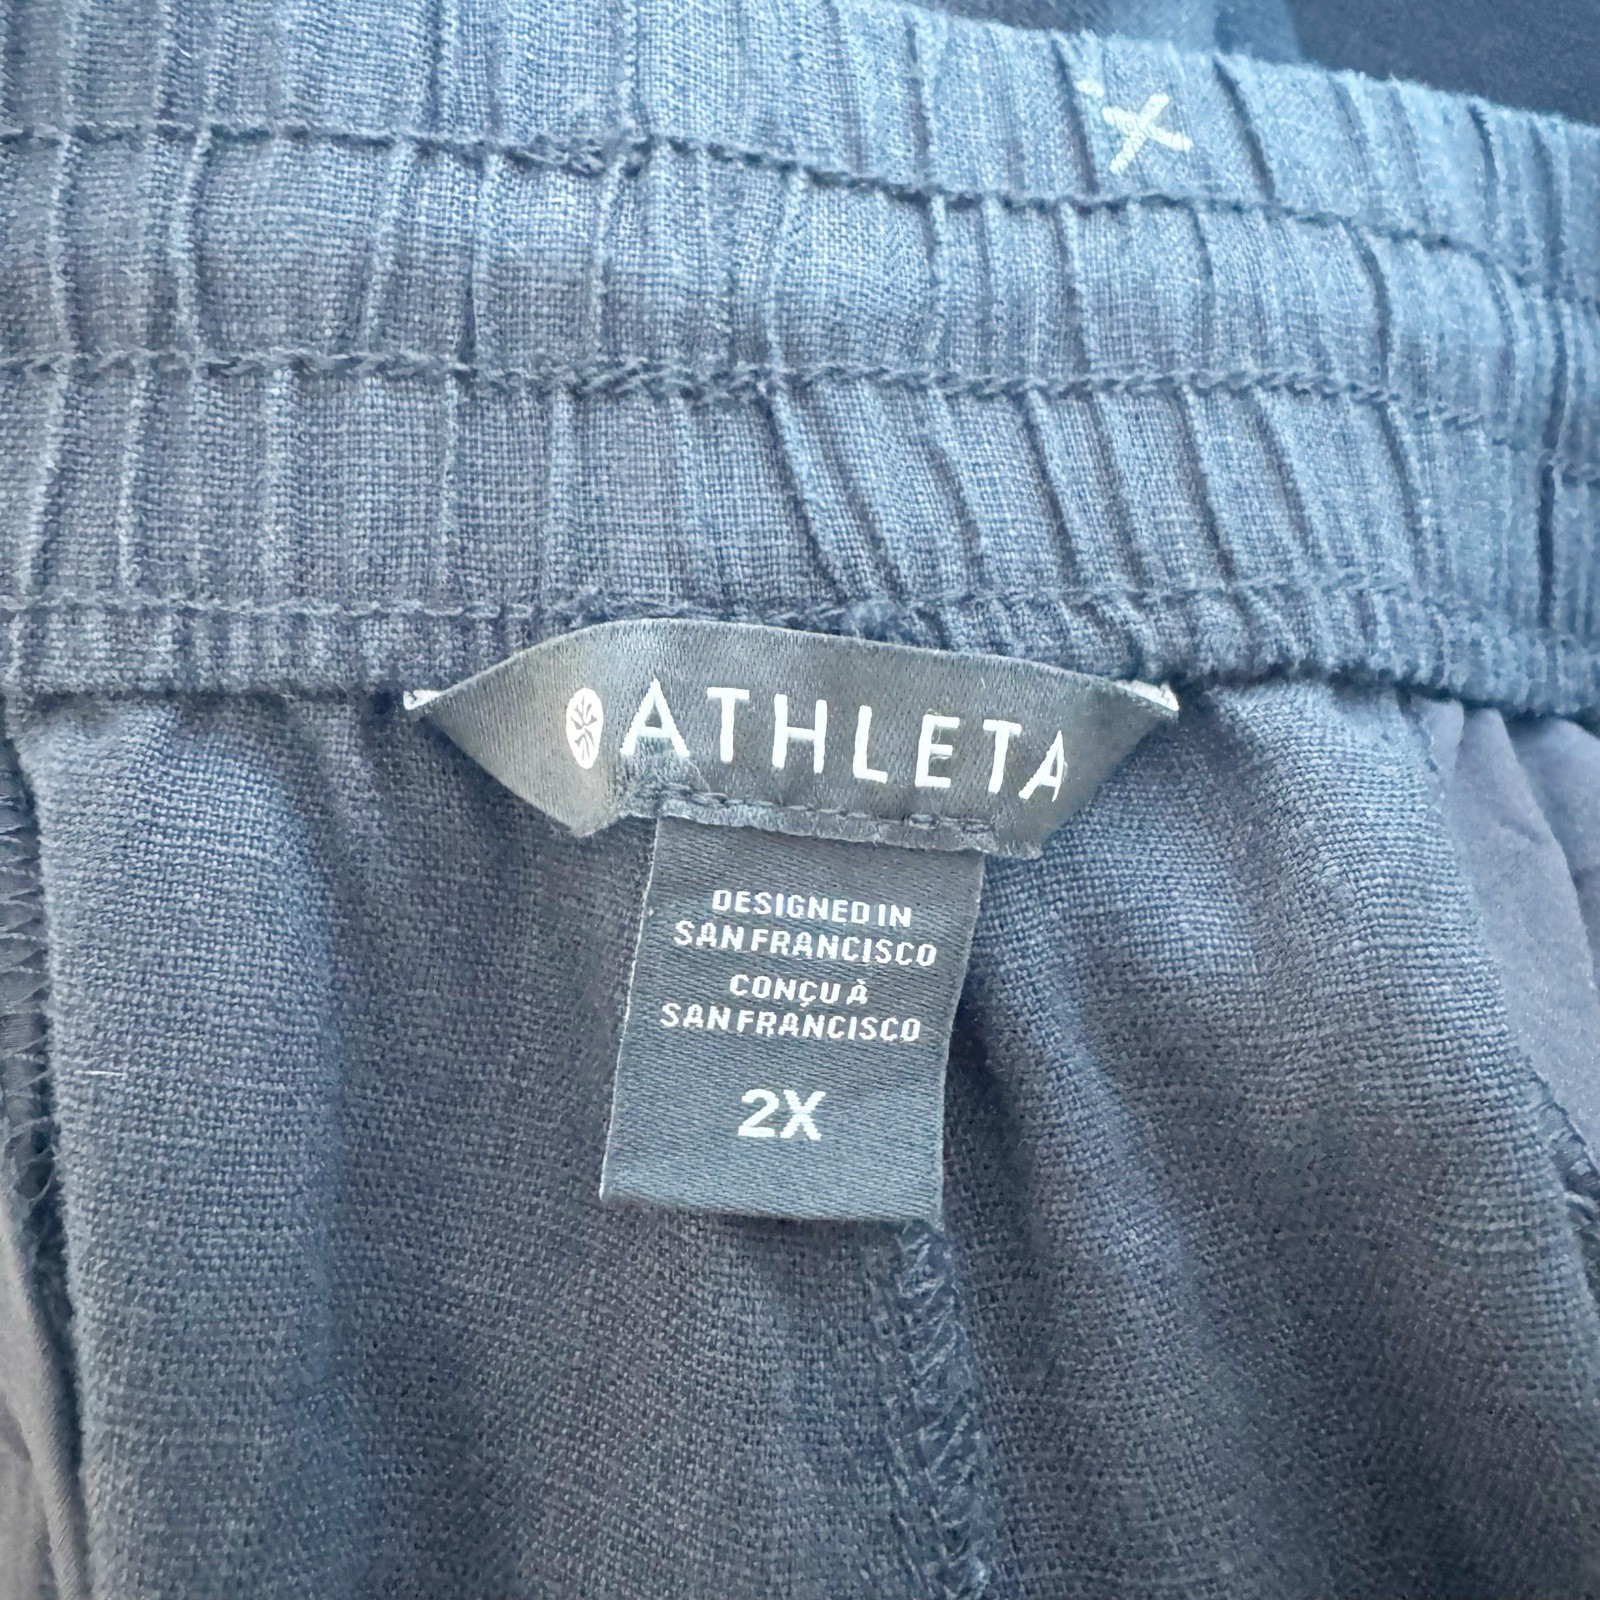 ATHLETA
DESIGNED IN
SAN FRANCISCO
CONÇU À
SAN FRANCISCO
2X